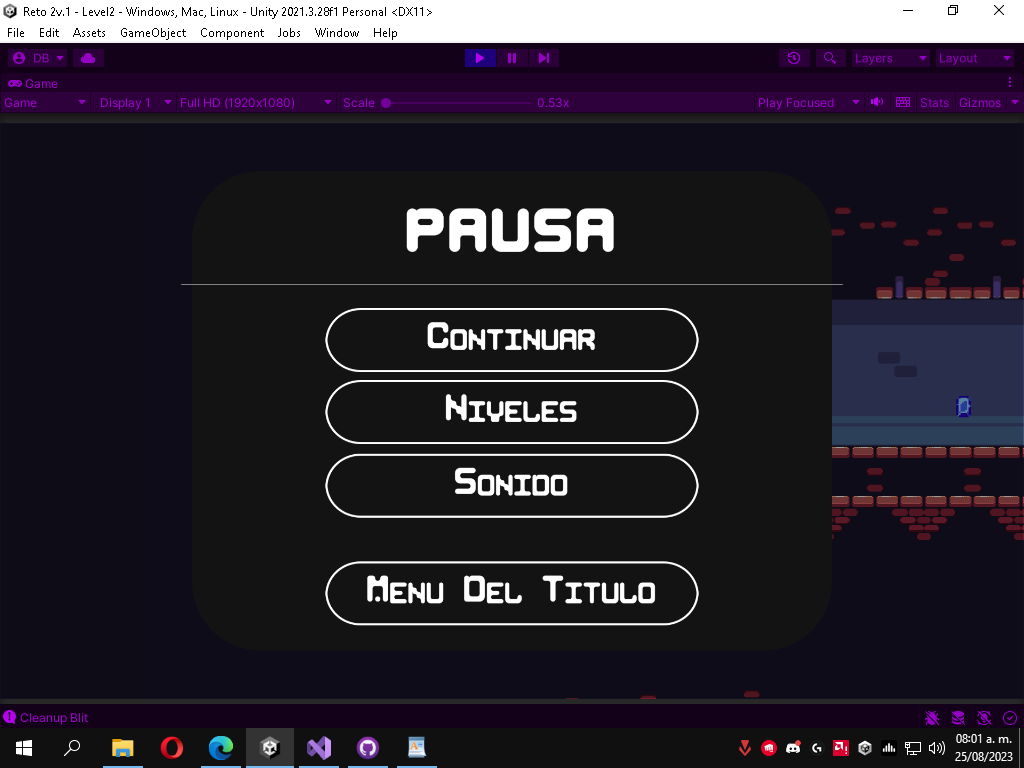 Reto 2v.1 - Level2 - Windows, Mac, Linux - Unity 2021.3.28f1 Personal <DX11>
File Edit Assets GameObject Component Jobs Window Help
DB Layers Layout
Game
Game Display 1 Full HD (1920x1080) Scale 0.53x Play Focused Stats Gizmos
PAUSA
Continuar
Niveles
Sonido
Menu Del Titulo
Cleanup Blit
08:01 a. m.
25/08/2023